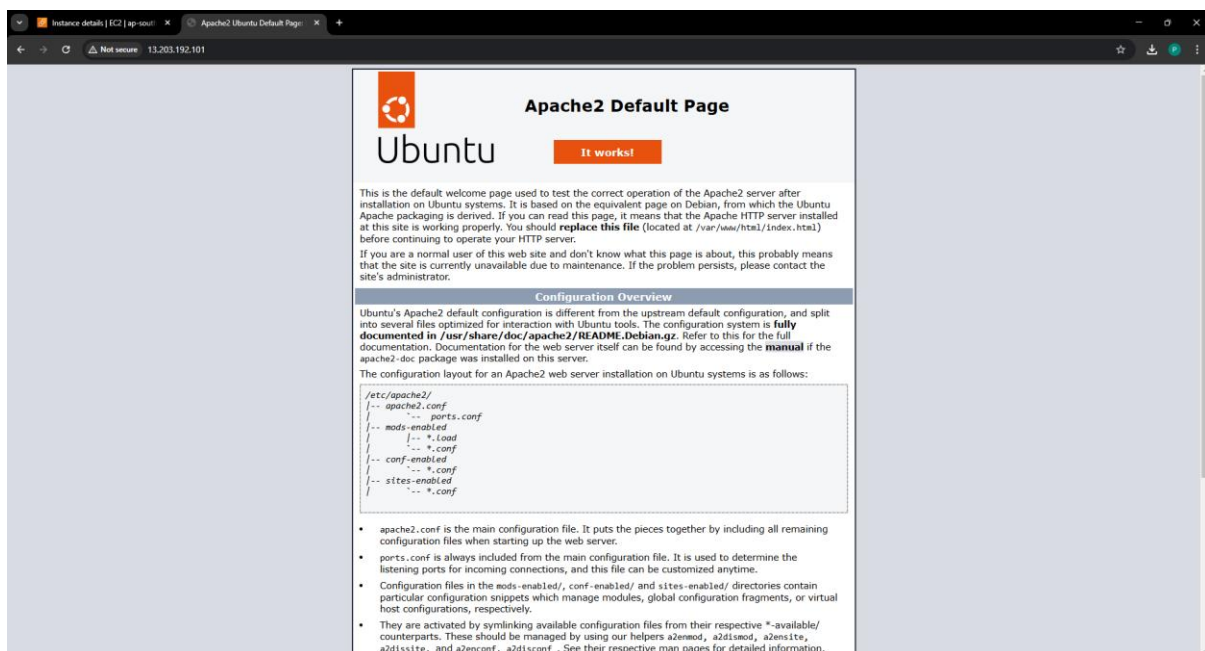 Instance details | EC2 | ap-south
Apache2 Ubuntu Default Page:
Not secure
13.203.192.101
P
Apache2 Default Page
Ubuntu
It works!
This is the default welcome page used to test the correct operation of the Apache2 server after
installation on Ubuntu systems. It is based on the equivalent page on Debian, from which the Ubuntu
Apache packaging is derived. If you can read this page, it means that the Apache HTTP server installed
at this site is working properly. You should replace this file (located at /var/www/html/index.html)
before continuing to operate your HTTP server.
If you are a normal user of this web site and don't know what this page is about, this probably means
that the site is currently unavailable due to maintenance. If the problem persists, please contact the
site's administrator.
Configuration Overview
Ubuntu's Apache2 default configuration is different from the upstream default configuration, and split
into several files optimized for interaction with Ubuntu tools. The configuration system is fully
documented in /usr/share/doc/apache2/README.Debian.gz. Refer to this for the full
documentation. Documentation for the web server itself can be found by accessing the manual if the
apache2-doc package was installed on this server.
The configuration layout for an Apache2 web server installation on Ubuntu systems is as follows:
/etc/apache2/
|-- apache2.conf
|       `--  ports.conf
|-- mods-enabled
|       |-- *.load
|       `-- *.conf
|-- conf-enabled
|       `-- *.conf
|-- sites-enabled
|       `-- *.conf
• apache2.conf is the main configuration file. It puts the pieces together by including all remaining
configuration files when starting up the web server.
• ports.conf is always included from the main configuration file. It is used to determine the
listening ports for incoming connections, and this file can be customized anytime.
• Configuration files in the mods-enabled/, conf-enabled/ and sites-enabled/ directories contain
particular configuration snippets which manage modules, global configuration fragments, or virtual
host configurations, respectively.
• They are activated by symlinking available configuration files from their respective *-available/
counterparts. These should be managed by using our helpers a2enmod, a2dismod, a2ensite,
a2dissite, and a2enconf, a2disconf . See their respective man pages for detailed information.